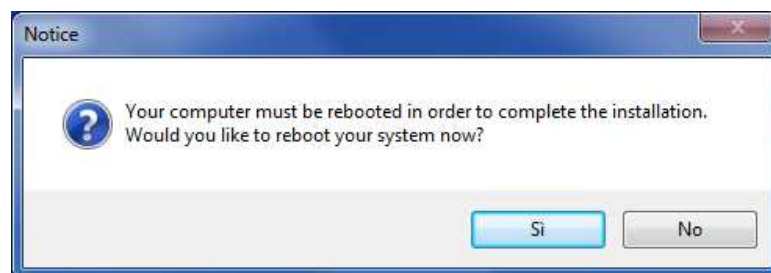 Notice
Your computer must be rebooted in order to complete the installation.
Would you like to reboot your system now?
Sì
No